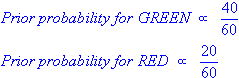 Prior probability for GREEN ∝ 40/60
Prior probability for RED ∝ 20/60